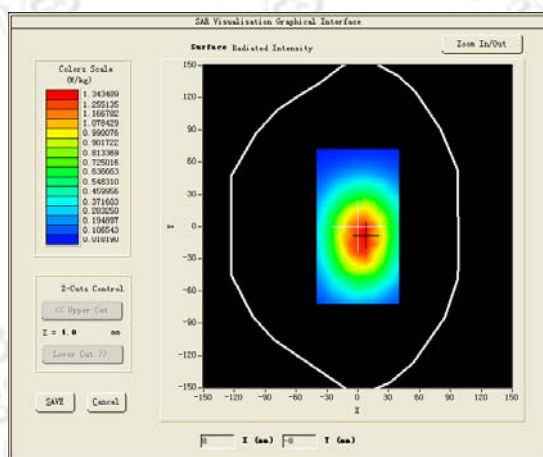 SAR Visualisation Graphical Interface
Surface Radiated Intensity
Zoom In/Out
Colors Scale
(W/kg)
1.343489
1.255135
1.166782
1.078429
0.990076
0.901722
0.813369
0.725016
0.636663
0.548310
0.459956
0.371603
0.283250
0.194897
0.106543
0.018190
Z-Cuts Control
<< Upper Cut
Z = 4.0 mm
Lower Cut >>
SAVE
Cancel
150
120
90
60
30
0
-30
-60
-90
-120
-150
Y
-150 -120 -90 -60 -30 0 30 60 90 120 150
X
8 X (mm) -8 Y (mm)